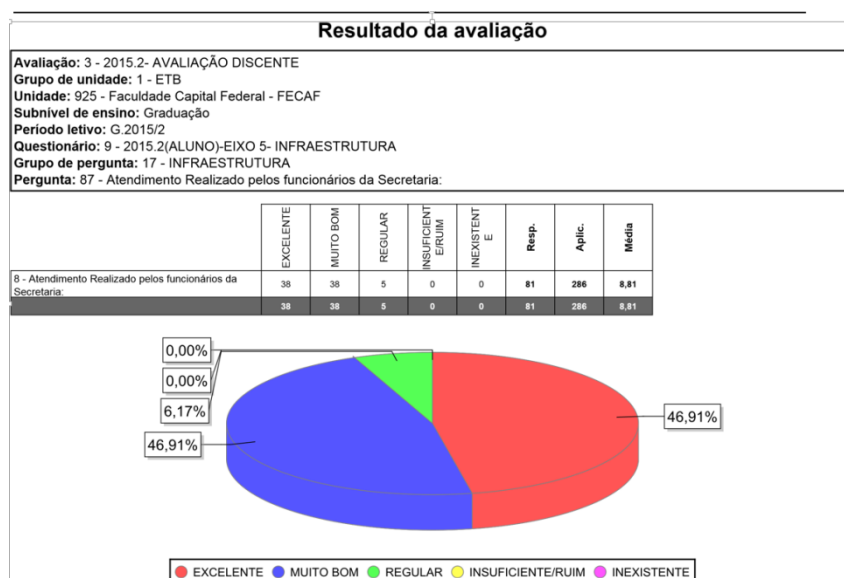 Resultado da avaliação
Avaliação: 3 - 2015.2- AVALIAÇÃO DISCENTE
Grupo de unidade: 1 - ETB
Unidade: 925 - Faculdade Capital Federal - FECAF
Subnível de ensino: Graduação
Período letivo: G.2015/2
Questionário: 9 - 2015.2(ALUNO)-EIXO 5- INFRAESTRUTURA
Grupo de pergunta: 17 - INFRAESTRUTURA
Pergunta: 87 - Atendimento Realizado pelos funcionários da Secretaria:
EXCELENTE MUITO BOM REGULAR INSUFICIENT E/RUIM INEXISTENT E Resp. Aplic. Média
8 - Atendimento Realizado pelos funcionários da
Secretaria:
38 38 5 0 0 81 286 8,81
38 38 5 0 0 81 286 8,81
0,00%
0,00%
6,17%
46,91%
46,91%
EXCELENTE MUITO BOM REGULAR INSUFICIENTE/RUIM INEXISTENTE